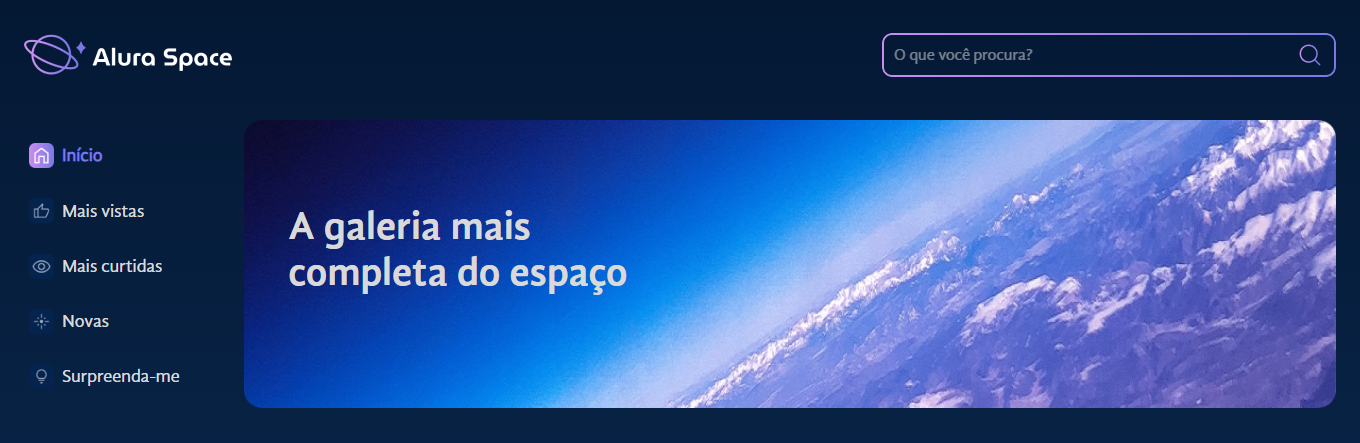 Alura Space
O que você procura?
Início
Mais vistas
Mais curtidas
Novas
Surpreenda-me
A galeria mais
completa do espaço